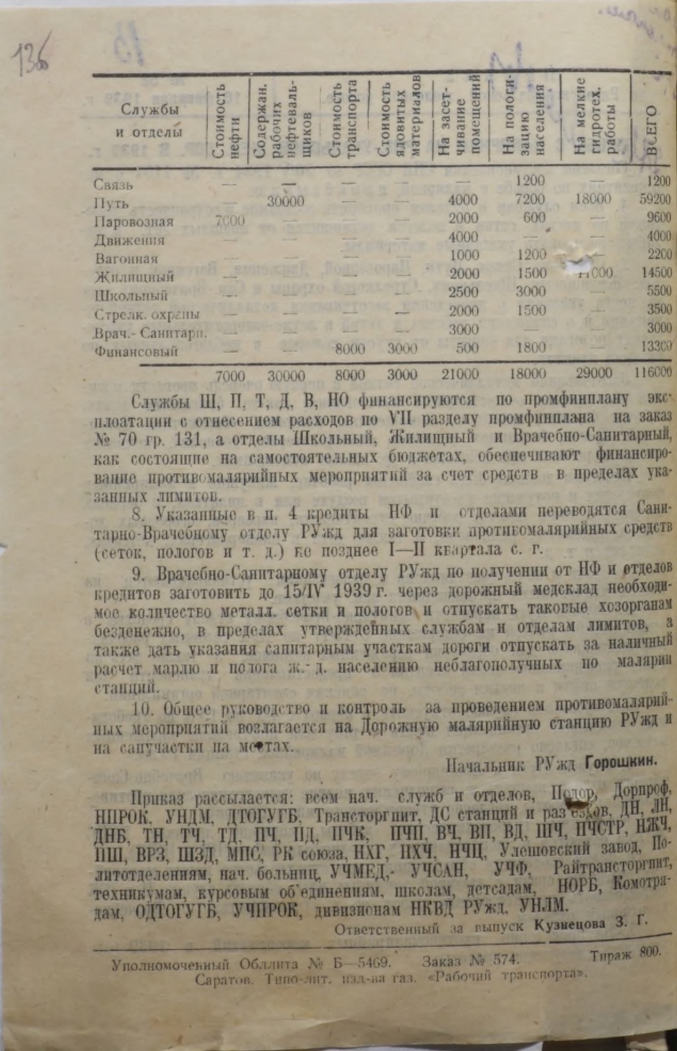 136
Службы и отделы | Стоимость нефти | Содержан. рабочих нефтеваль-щиков | Стоимость транспорта | Стоимость ядовитых материалов | На засет-чивание помещений | На пологи-зацию населения | На мелкие гидротех. работы | ВСЕГО
Связь — — — — — 1200 — 1200
Путь — 30000 — — 4000 7200 18000 59200
Паровозная 7000 — — — 2000 600 — 9600
Движения — — — — 4000 — — 4000
Вагонная — — — — 1000 1200 — 2200
Жилищный — — — — 2000 1500 11000 14500
Школьный — — — — 2500 3000 — 5500
Стрелк. охраны — — — — 2000 1500 — 3500
Врач.- Санитарн. — — — — 3000 — — 3000
Финансовый — — 8000 3000 500 1800 — 13300
7000 30000 8000 3000 21000 18000 29000 116000
Службы Ш, П, Т, Д, В, НО финансируются по промфинплану экс-
плоатации с отнесением расходов по VII разделу промфинплана на заказ
№ 70 гр. 131, а отделы Школьный, Жилищный и Врачебно-Санитарный,
как состоящие на самостоятельных бюджетах, обеспечивают финансиро-
вание противомалярийных мероприятий за счет средств в пределах ука-
занных лимитов.
8. Указанные в п. 4 кредиты НФ и отделами переводятся Сани-
тарно-Врачебному отделу РУжд для заготовки противомалярийных средств
(сеток, пологов и т. д.) не позднее I—II квартала с. г.
9. Врачебно-Санитарному отделу РУжд по получении от НФ и отделов
кредитов заготовить до 15/IV 1939 г. через дорожный медсклад необходи-
мое количество металл. сетки и пологов и отпускать таковые хозорганам
безденежно, в пределах утвержденных службам и отделам лимитов, а
также дать указания санитарным участкам дороги отпускать за наличный
расчет марлю и полога ж.-д. населению неблагополучных по малярии
станций.
10. Общее руководство и контроль за проведением противомалярий-
ных мероприятий возлагается на Дорожную малярийную станцию РУжд и
на санучастки на местах.
Начальник РУжд Горошкин.
Приказ рассылается: всем нач. служб и отделов, Подор, Дорпроф,
НПРОК, УНДМ, ДТОГУГБ, Трансторгпит, ДС станций и раз'ездов, ДН, ЛН,
ДНБ, ТН, ТЧ, ТД, ПЧ, ПД, ПЧК, ПЧП, ВЧ, ВП, ВД, ШЧ, ПЧСТР, НЖЧ,
ПШ, ВРЗ, ШЗД, МПС, РК союза, НХГ, ПХЧ, НЧЦ, Улешовский завод, По-
литотделениям, нач. больниц, УЧМЕД,- УЧСАН, УЧФ, Райтрансторгпит,
техникумам, курсовым об'единениям, школам, детсадам, НОРБ, Комотря-
дам, ОДТОГУГБ, УЧПРОК, дивизионам НКВД РУжд, УНЛМ.
Ответственный за выпуск Кузнецова З. Г.
Уполномоченный Обллита № Б—5469. Заказ № 574. Тираж 800.
Саратов. Типо-лит. изд-ва газ. «Рабочий транспорта».